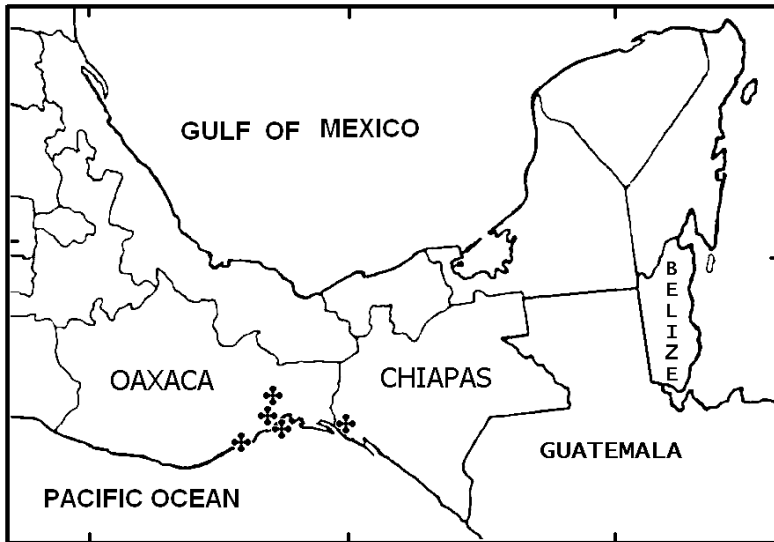 GULF OF MEXICO
BELIZE
OAXACA
CHIAPAS
GUATEMALA
PACIFIC OCEAN